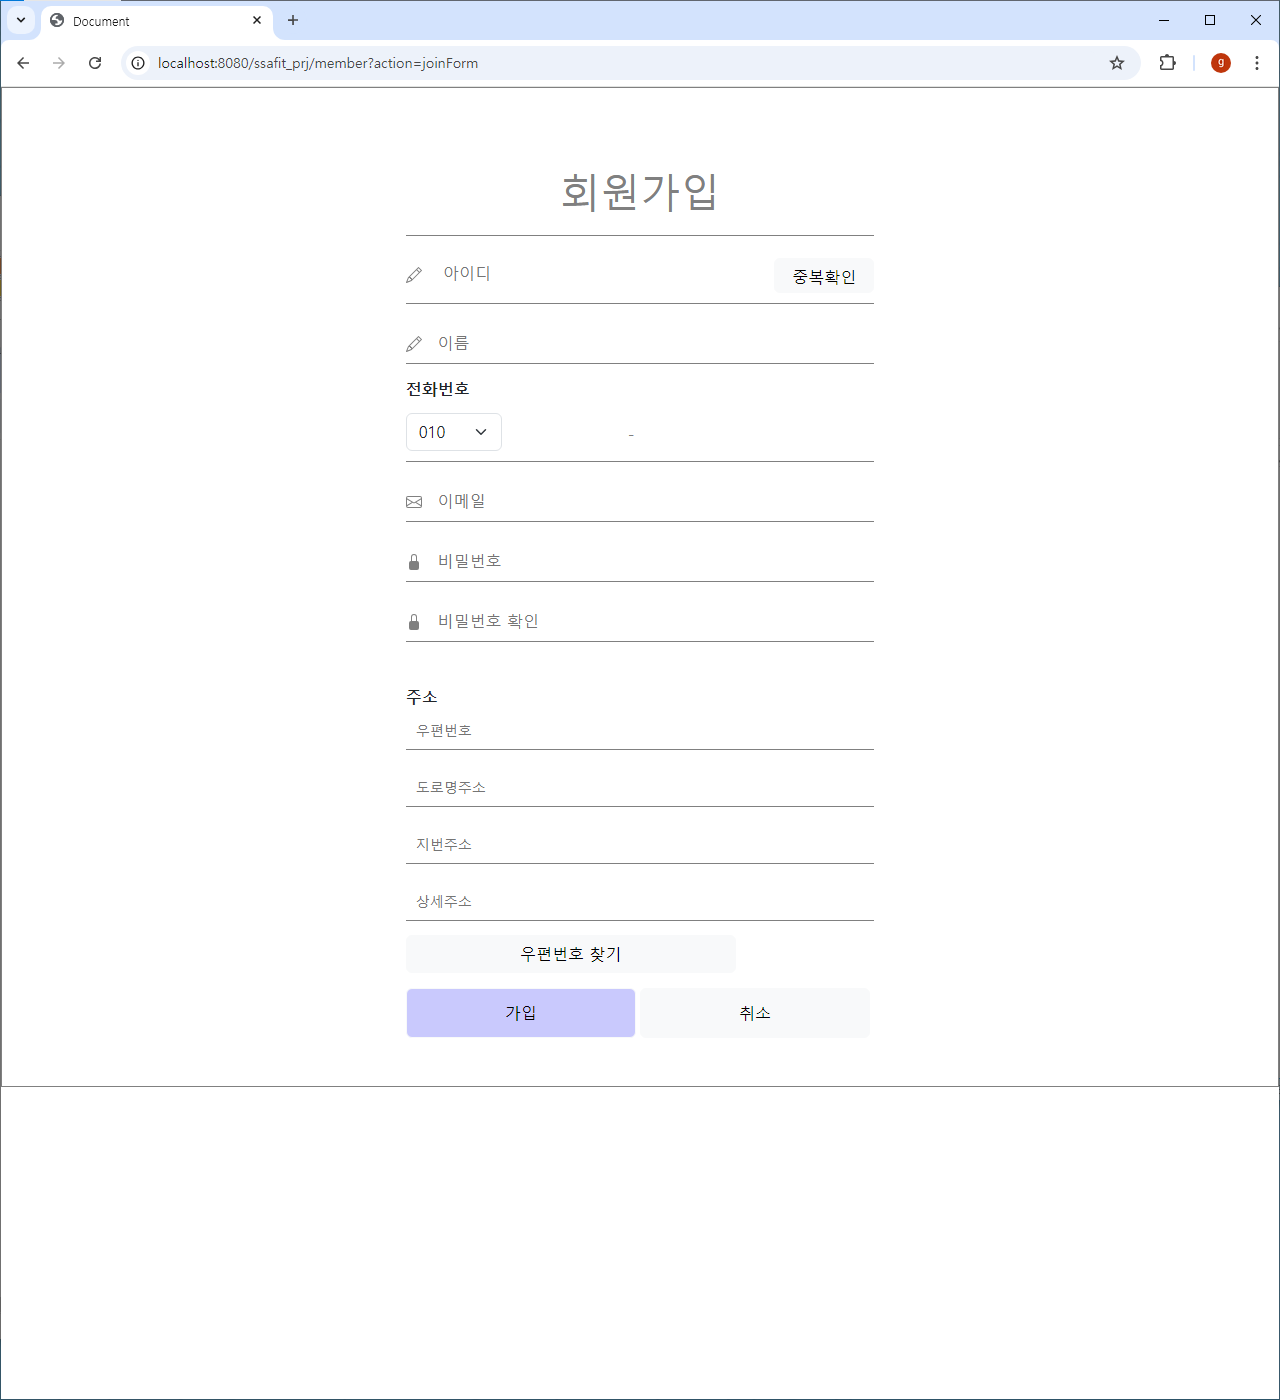 Document
localhost:8080/ssafit_prj/member?action=joinForm
g
회원가입
아이디 중복확인
이름
전화번호
010 -
이메일
비밀번호
비밀번호 확인
주소
우편번호
도로명주소
지번주소
상세주소
우편번호 찾기
가입 취소